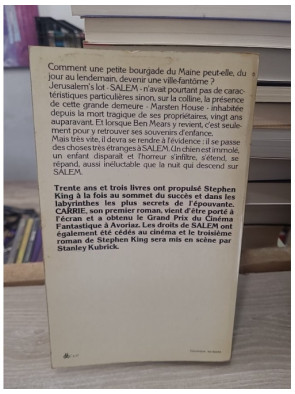 Comment une petite bourgade du Maine peut-elle, du
jour au lendemain, devenir une ville-fantôme ?
Jerusalem's lot - SALEM - n'avait pourtant pas de carac-
téristiques particulières sinon, sur la colline, la présence
de cette grande demeure - Marsten House - inhabitée
depuis la mort tragique de ses propriétaires, vingt ans
auparavant. Et lorsque Ben Mears y revient, c'est seule-
ment pour y retrouver ses souvenirs d'enfance.
Mais très vite, il devra se rendre à l'évidence : il se passe
des choses très étranges à SALEM. Un chien est immolé,
un enfant disparaît et l'horreur s'infiltre, s'étend, se
répand, aussi inéluctable que la nuit qui descend sur
SALEM.
Trente ans et trois livres ont propulsé Stephen
King à la fois au sommet du succès et dans les
labyrinthes les plus secrets de l'épouvante.
CARRIE, son premier roman, vient d'être porté à
l'écran et a obtenu le Grand Prix du Cinéma
Fantastique à Avoriaz. Les droits de SALEM ont
également été cédés au cinéma et le troisième
roman de Stephen King sera mis en scène par
Stanley Kubrick.